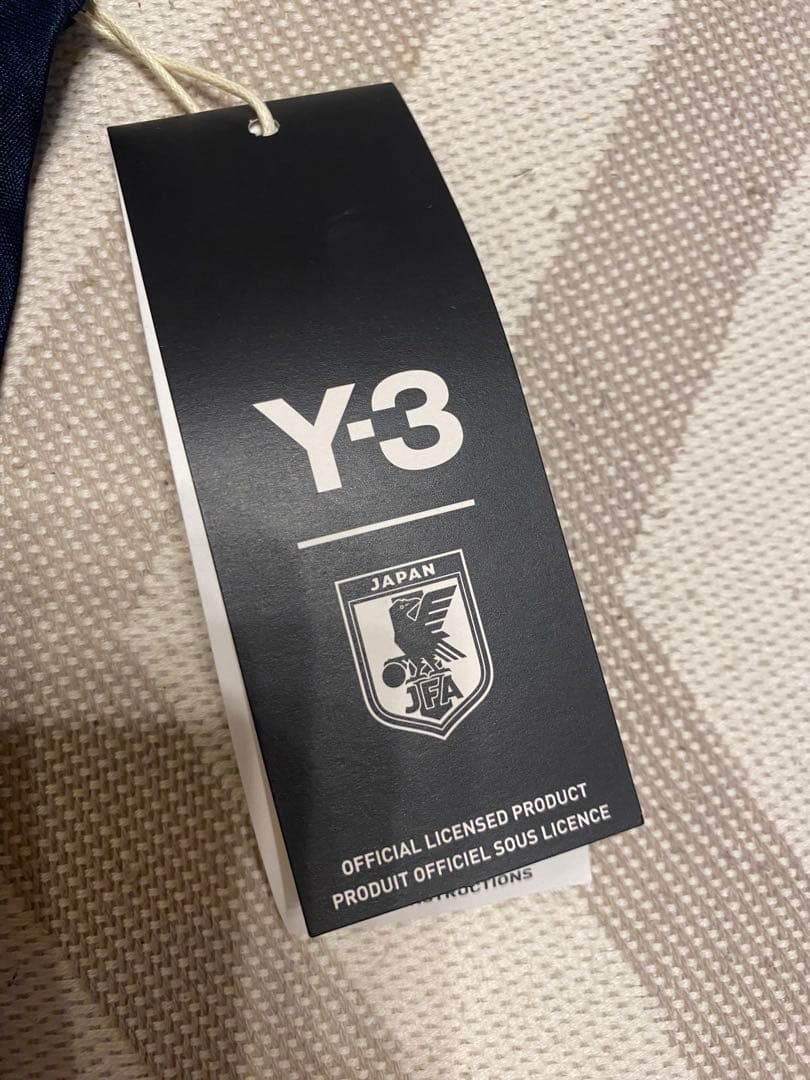 Y-3
JAPAN
JFA
OFFICIAL LICENSED PRODUCT
PRODUIT OFFICIEL SOUS LICENCE